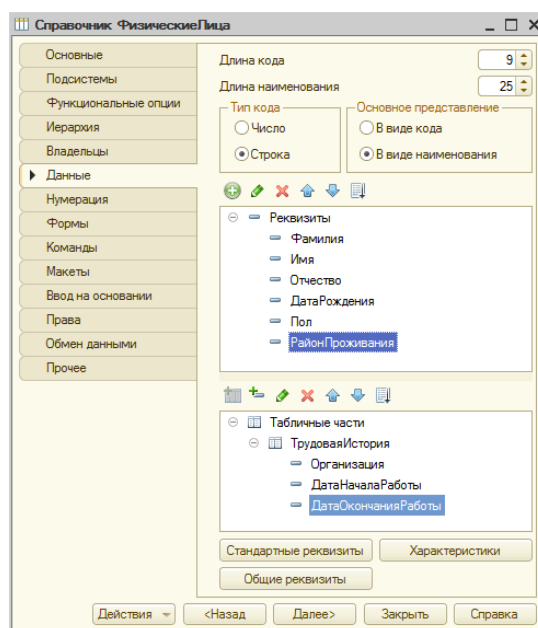 Справочник ФизическиеЛица
Основные
Подсистемы
Функциональные опции
Иерархия
Владельцы
Данные
Нумерация
Формы
Команды
Макеты
Ввод на основании
Права
Обмен данными
Прочее
Длина кода 9
Длина наименования 25
Тип кода
Число
Строка
Основное представление
В виде кода
В виде наименования
Реквизиты
Фамилия
Имя
Отчество
ДатаРождения
Пол
РайонПроживания
Табличные части
ТрудоваяИстория
Организация
ДатаНачалаРаботы
ДатаОкончанияРаботы
Стандартные реквизиты Характеристики
Общие реквизиты
Действия <Назад Далее> Закрыть Справка